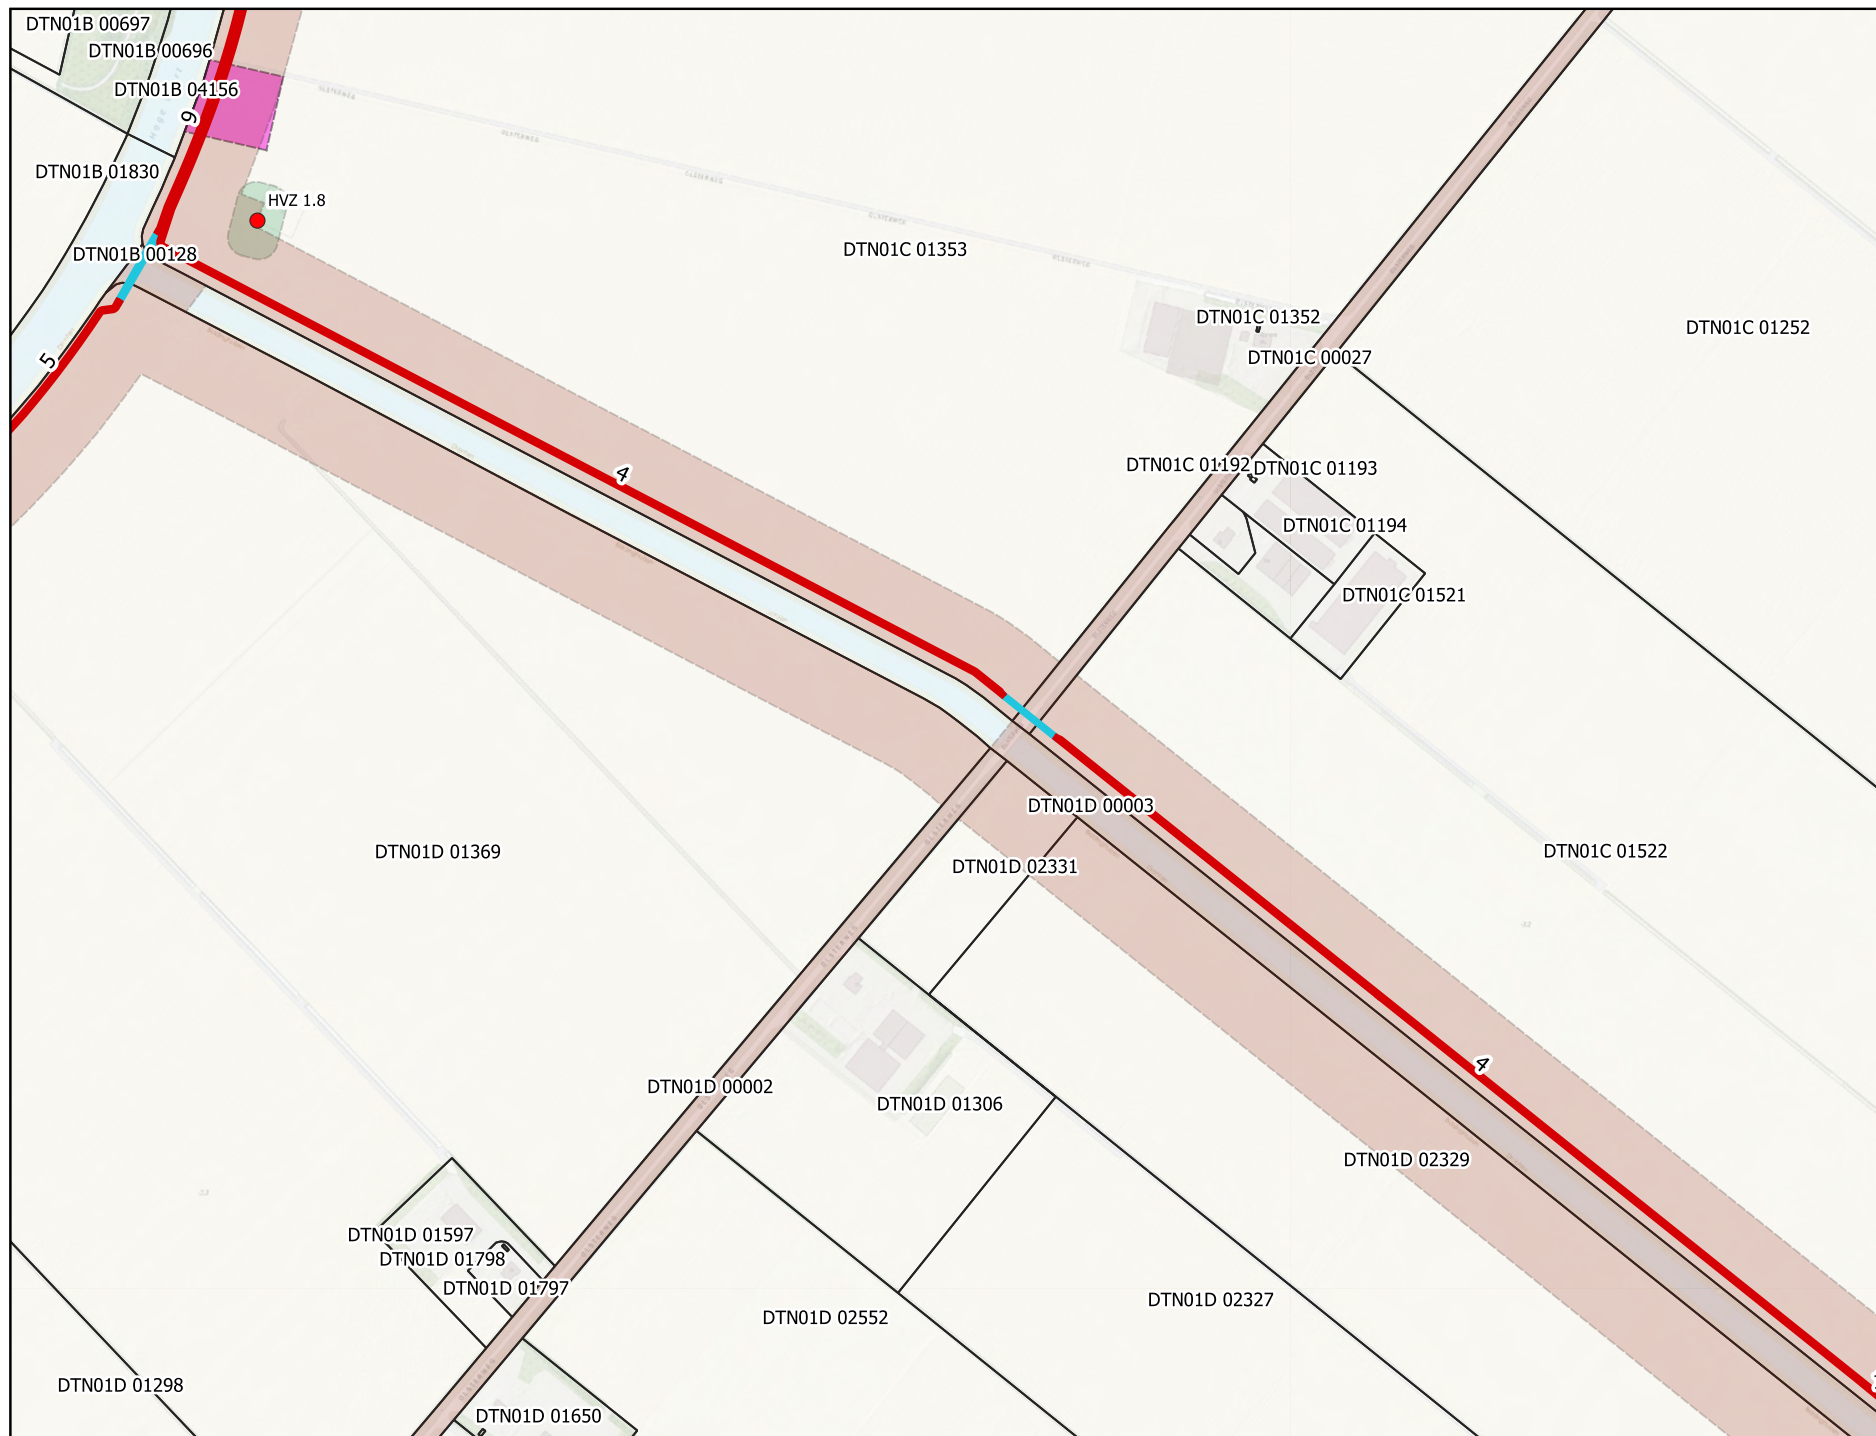 DTN01B 00697
DTN01B 00696
DTN01B 04156
9
DTN01B 01830
HVZ 1.8
DTN01B 00128
DTN01C 01353
DTN01C 01352
DTN01C 01252
DTN01C 00027
5
4
DTN01C 01192
DTN01C 01193
DTN01C 01194
DTN01C 01521
DTN01D 00003
DTN01D 01369
DTN01C 01522
DTN01D 02331
4
DTN01D 00002
DTN01D 01306
DTN01D 02329
DTN01D 01597
DTN01D 01798
DTN01D 01797
DTN01D 02327
DTN01D 02552
DTN01D 01298
DTN01D 01650